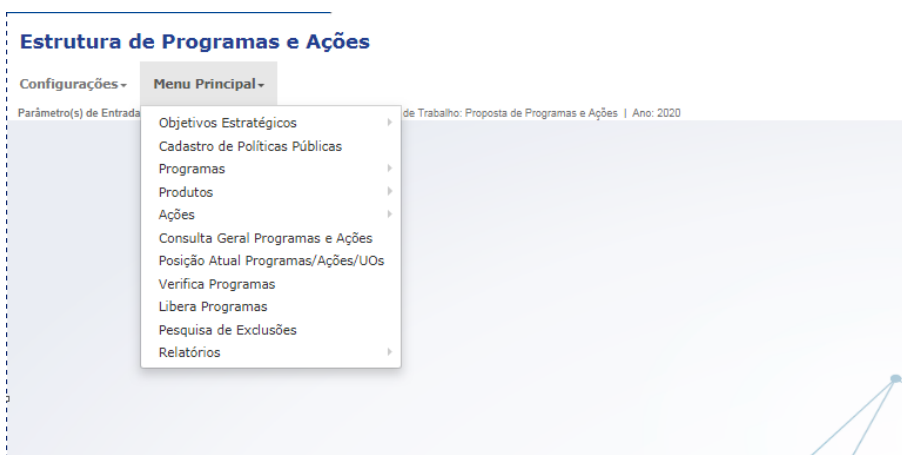 Estrutura de Programas e Ações
Configurações Menu Principal
Parâmetro(s) de Entrada de Trabalho: Proposta de Programas e Ações | Ano: 2020
Objetivos Estratégicos
Cadastro de Políticas Públicas
Programas
Produtos
Ações
Consulta Geral Programas e Ações
Posição Atual Programas/Ações/UOs
Verifica Programas
Libera Programas
Pesquisa de Exclusões
Relatórios